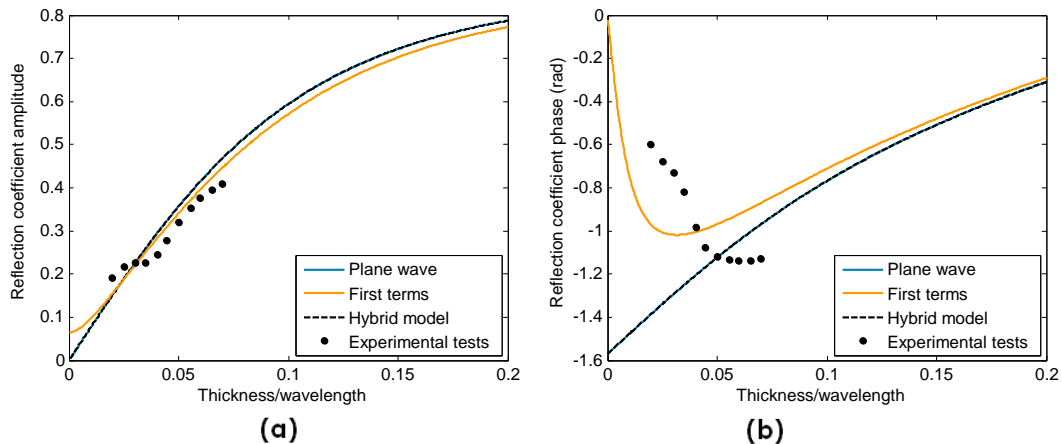 Reflection coefficient amplitude
0.8
0.7
0.6
0.5
0.4
0.3
0.2
0.1
0
0
0.05
0.1
0.15
0.2
Thickness/wavelength
Plane wave
First terms
Hybrid model
Experimental tests
(a)
Reflection coefficient phase (rad)
0
-0.2
-0.4
-0.6
-0.8
-1
-1.2
-1.4
-1.6
0
0.05
0.1
0.15
0.2
Thickness/wavelength
Plane wave
First terms
Hybrid model
Experimental tests
(b)